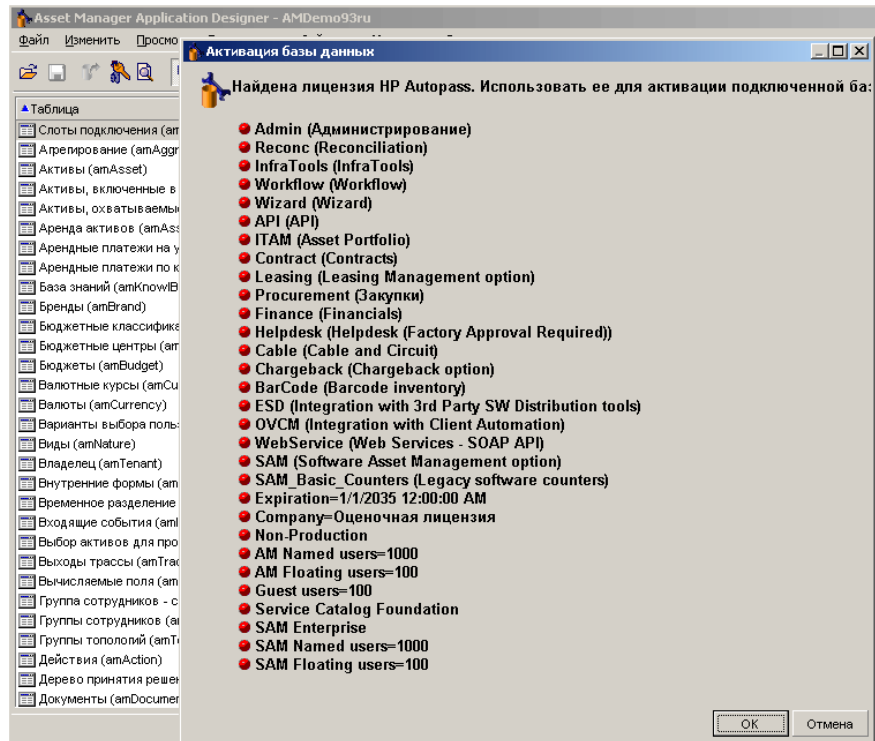 Asset Manager Application Designer - AMDemo93ru
Файл Изменить Просмо
Таблица
Слоты подключения (am
Агрегирование (amAggr
Активы (amAsset)
Активы, включенные в
Активы, охватываемы
Аренда активов (amAss
Арендные платежи на у
Арендные платежи по к
База знаний (amKnowlB
Бренды (amBrand)
Бюджетные классифика
Бюджетные центры (am
Бюджеты (amBudget)
Валютные курсы (amCu
Валюты (amCurrency)
Варианты выбора поль
Виды (amNature)
Владелец (amTenant)
Внутренние формы (am
Временное разделение
Входящие события (amI
Выбор активов для про
Выходы трассы (amTrac
Вычисляемые поля (am
Группа сотрудников - с
Группы сотрудников (am
Группы топологий (amT
Действия (amAction)
Дерево принятия решен
Документы (amDocumen
Активация базы данных
Найдена лицензия HP Autopass. Использовать ее для активации подключенной ба:
Admin (Администрирование)
Reconc (Reconciliation)
InfraTools (InfraTools)
Workflow (Workflow)
Wizard (Wizard)
API (API)
ITAM (Asset Portfolio)
Contract (Contracts)
Leasing (Leasing Management option)
Procurement (Закупки)
Finance (Financials)
Helpdesk (Helpdesk (Factory Approval Required))
Cable (Cable and Circuit)
Chargeback (Chargeback option)
BarCode (Barcode inventory)
ESD (Integration with 3rd Party SW Distribution tools)
OVCM (Integration with Client Automation)
WebService (Web Services - SOAP API)
SAM (Software Asset Management option)
SAM_Basic_Counters (Legacy software counters)
Expiration=1/1/2035 12:00:00 AM
Company=Оценочная лицензия
Non-Production
AM Named users=1000
AM Floating users=100
Guest users=100
Service Catalog Foundation
SAM Enterprise
SAM Named users=1000
SAM Floating users=100
OK Отмена